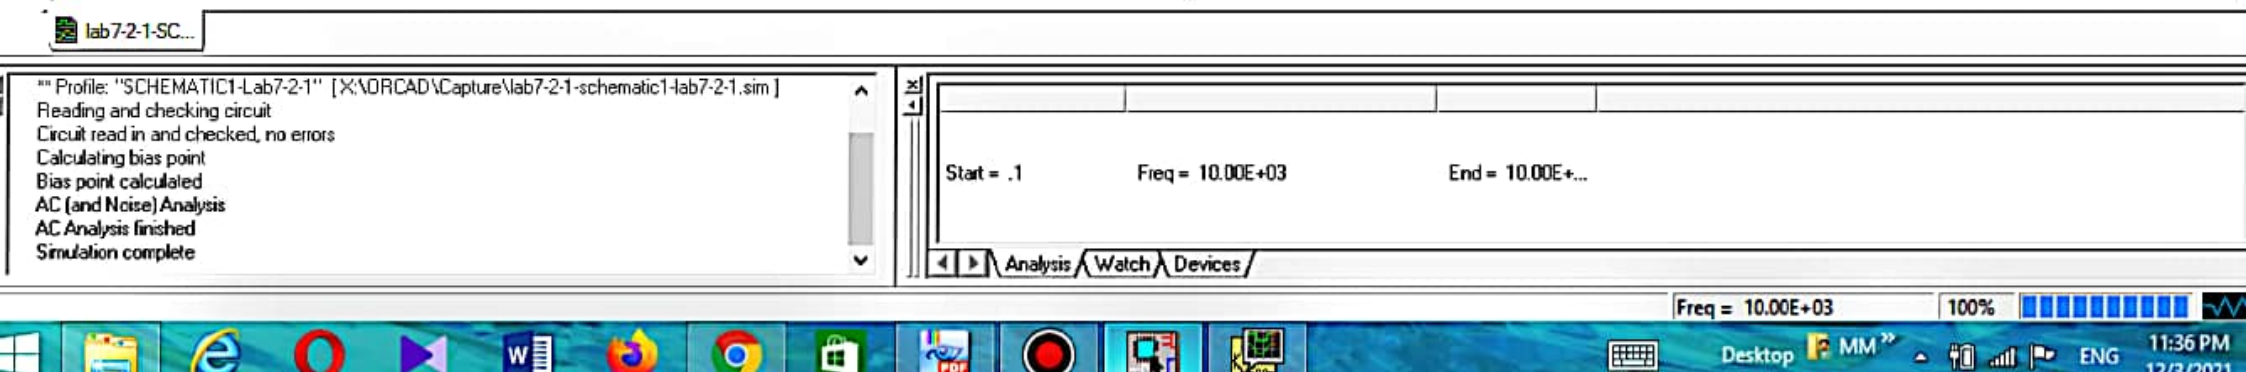 lab7-2-1-SC...
** Profile: "SCHEMATIC1-Lab7-2-1" [ X:\ORCAD\Capture\lab7-2-1-schematic1-lab7-2-1.sim ]
Reading and checking circuit
Circuit read in and checked, no errors
Calculating bias point
Bias point calculated
AC (and Noise) Analysis
AC Analysis finished
Simulation complete
Start = .1 Freq = 10.00E+03 End = 10.00E+...
Analysis Watch Devices
Freq = 10.00E+03 100%
Desktop MM » ENG 11:36 PM
12/3/2021